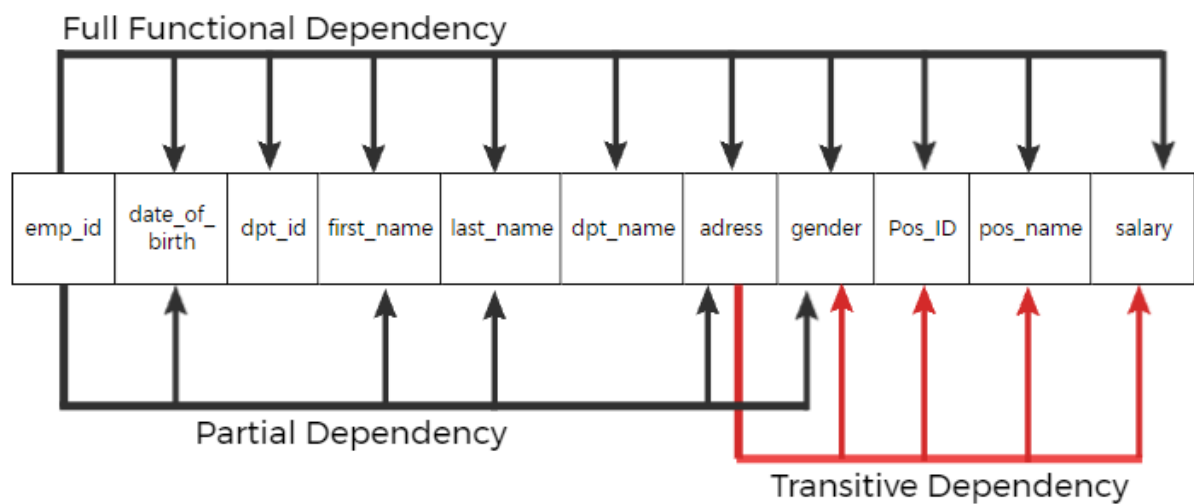 Full Functional Dependency
emp_id
date_of_
birth
dpt_id
first_name
last_name
dpt_name
adress
gender
Pos_ID
pos_name
salary
Partial Dependency
Transitive Dependency